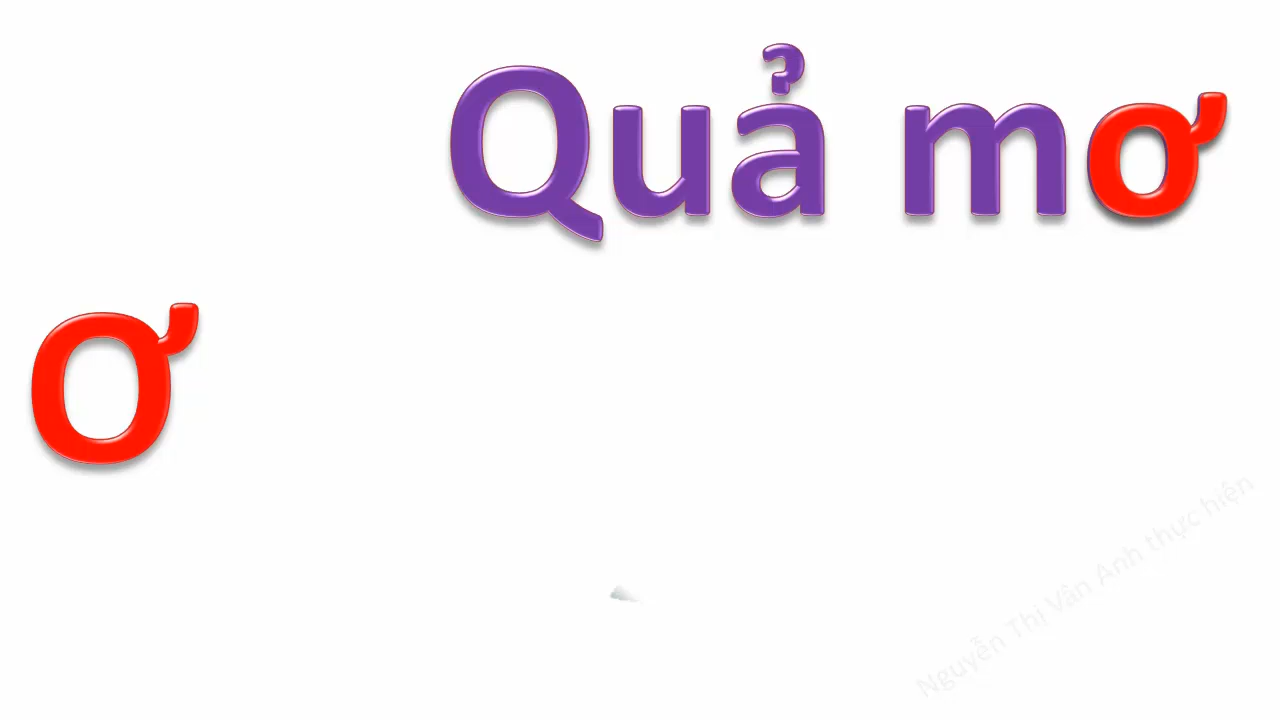 Quả mơ
Ơ
Nguyễn Thị Vân Anh thực hiện